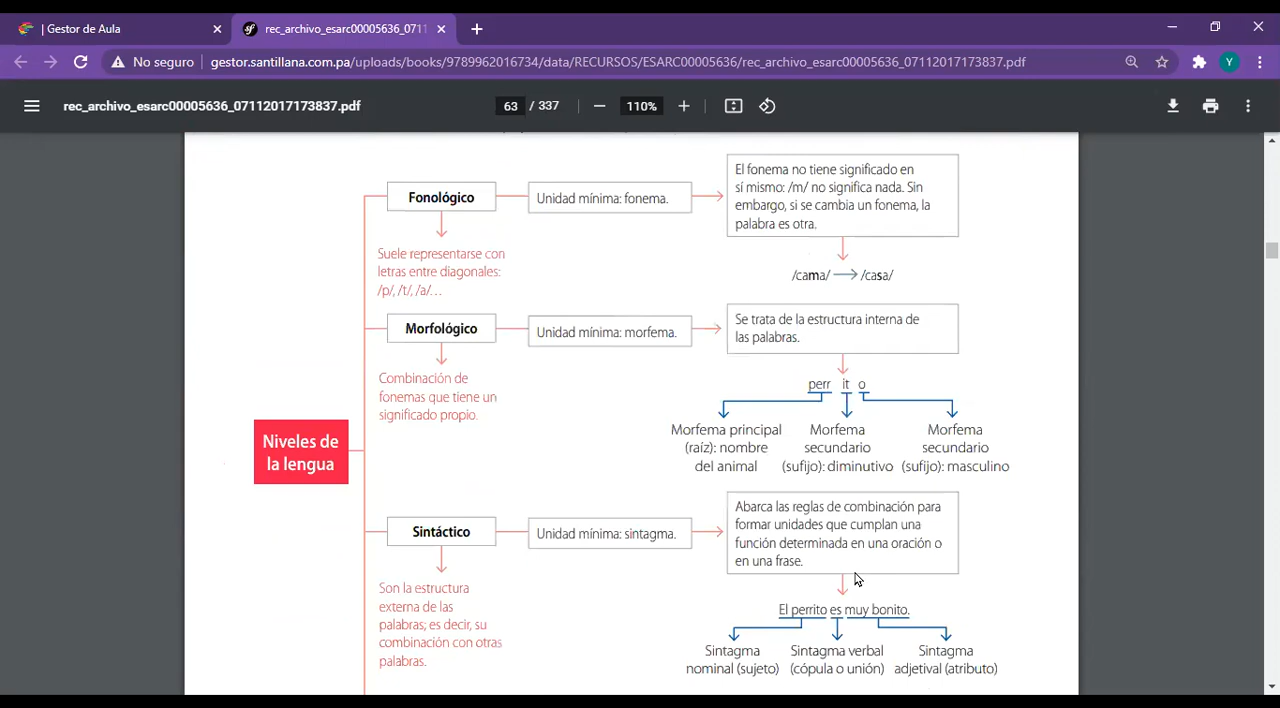 | Gestor de Aula
rec_archivo_esarc00005636_0711
No seguro
gestor.santillana.com.pa/uploads/books/9789962016734/data/RECURSOS/ESARC00005636/rec_archivo_esarc00005636_07112017173837.pdf
Y
rec_archivo_esarc00005636_07112017173837.pdf
63 / 337
110%
Niveles de
la lengua
Fonológico
Unidad mínima: fonema.
El fonema no tiene significado en
sí mismo: /m/ no significa nada. Sin
embargo, si se cambia un fonema, la
palabra es otra.
Suele representarse con
letras entre diagonales:
/p/, /t/, /a/…
/cama/ → /casa/
Morfológico
Unidad mínima: morfema.
Se trata de la estructura interna de
las palabras.
Combinación de
fonemas que tiene un
significado propio.
perr it o
Morfema principal
(raíz): nombre
del animal
Morfema
secundario
(sufijo): diminutivo
Morfema
secundario
(sufijo): masculino
Sintáctico
Unidad mínima: sintagma.
Abarca las reglas de combinación para
formar unidades que cumplan una
función determinada en una oración o
en una frase.
Son la estructura
externa de las
palabras; es decir, su
combinación con otras
palabras.
El perrito es muy bonito.
Sintagma
nominal (sujeto)
Sintagma verbal
(cópula o unión)
Sintagma
adjetival (atributo)